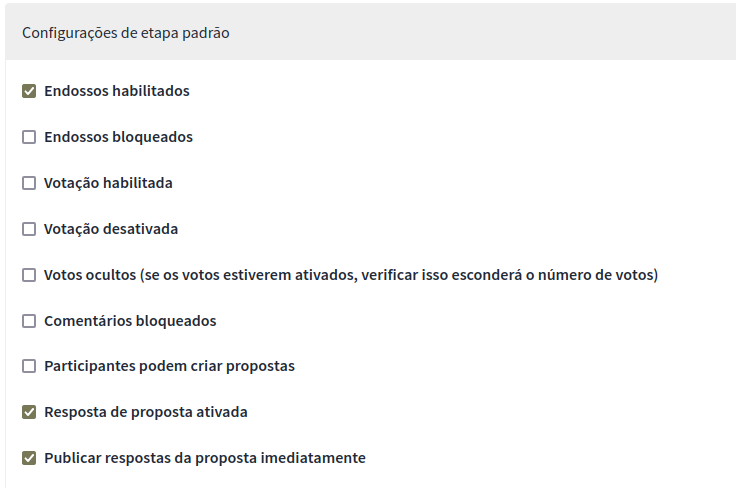 Configurações de etapa padrão
Endossos habilitados
Endossos bloqueados
Votação habilitada
Votação desativada
Votos ocultos (se os votos estiverem ativados, verificar isso esconderá o número de votos)
Comentários bloqueados
Participantes podem criar propostas
Resposta de proposta ativada
Publicar respostas da proposta imediatamente